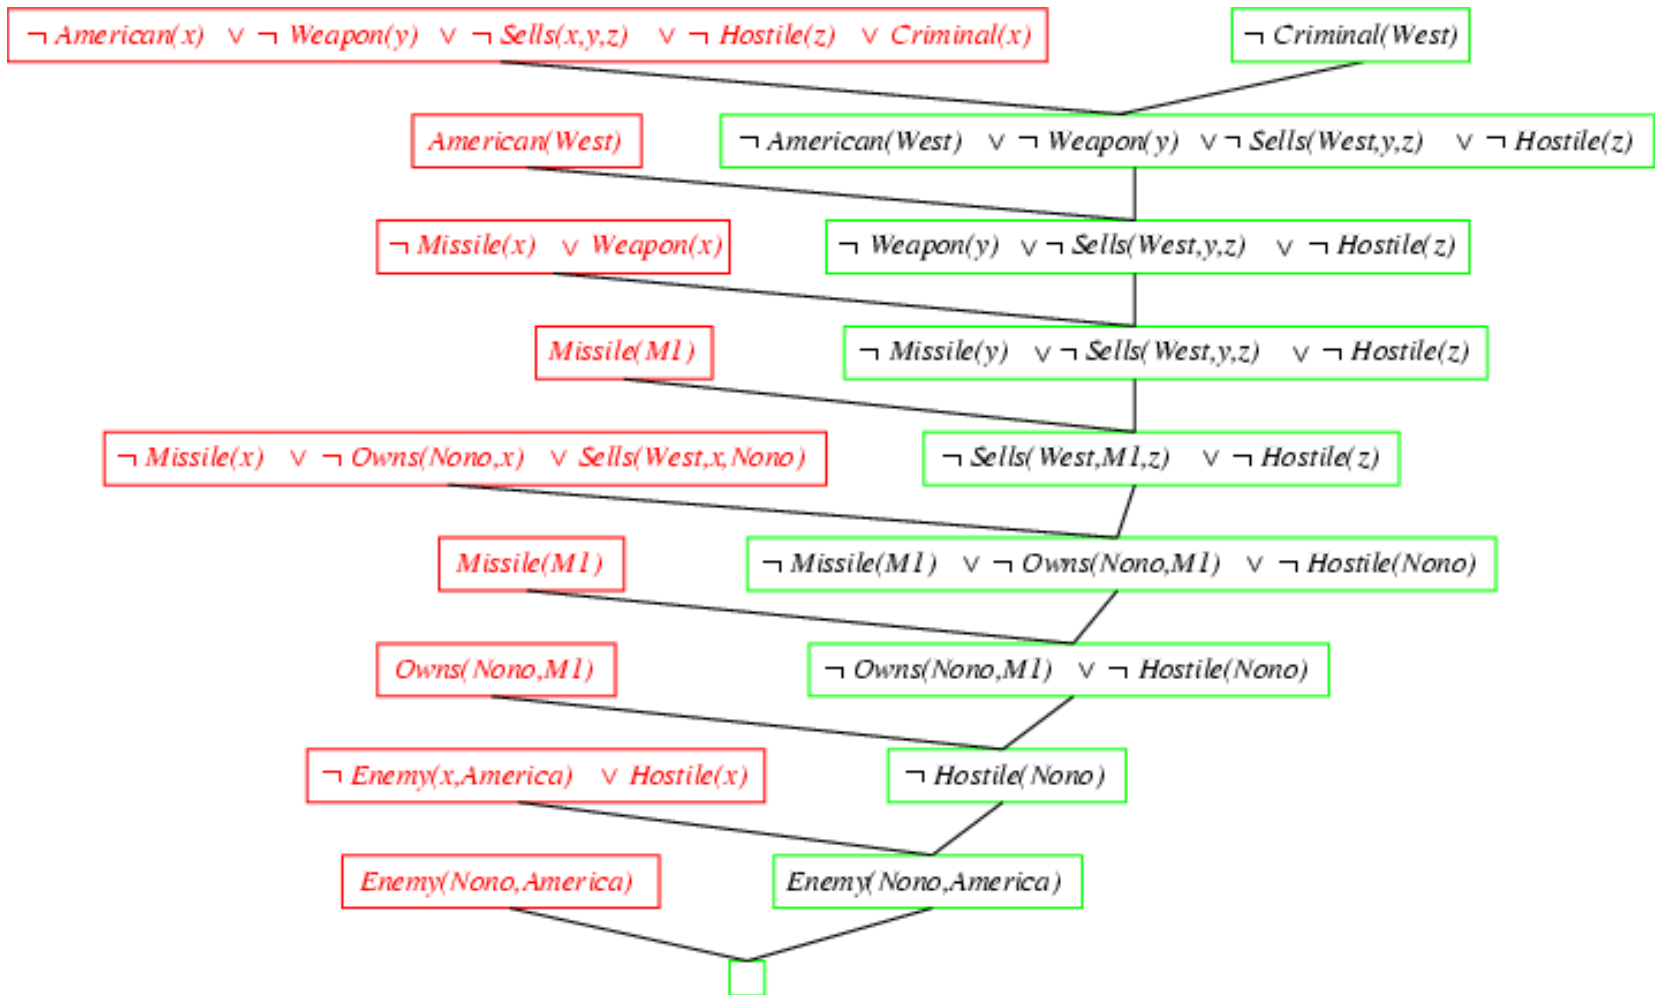 ¬ American(x) ∨ ¬ Weapon(y) ∨ ¬ Sells(x,y,z) ∨ ¬ Hostile(z) ∨ Criminal(x) ¬ Criminal(West)
American(West) ¬ American(West) ∨ ¬ Weapon(y) ∨ ¬ Sells(West,y,z) ∨ ¬ Hostile(z)
¬ Missile(x) ∨ Weapon(x) ¬ Weapon(y) ∨ ¬ Sells(West,y,z) ∨ ¬ Hostile(z)
Missile(M1) ¬ Missile(y) ∨ ¬ Sells(West,y,z) ∨ ¬ Hostile(z)
¬ Missile(x) ∨ ¬ Owns(Nono,x) ∨ Sells(West,x,Nono) ¬ Sells(West,M1,z) ∨ ¬ Hostile(z)
Missile(M1) ¬ Missile(M1) ∨ ¬ Owns(Nono,M1) ∨ ¬ Hostile(Nono)
Owns(Nono,M1) ¬ Owns(Nono,M1) ∨ ¬ Hostile(Nono)
¬ Enemy(x,America) ∨ Hostile(x) ¬ Hostile(Nono)
Enemy(Nono,America) Enemy(Nono,America)